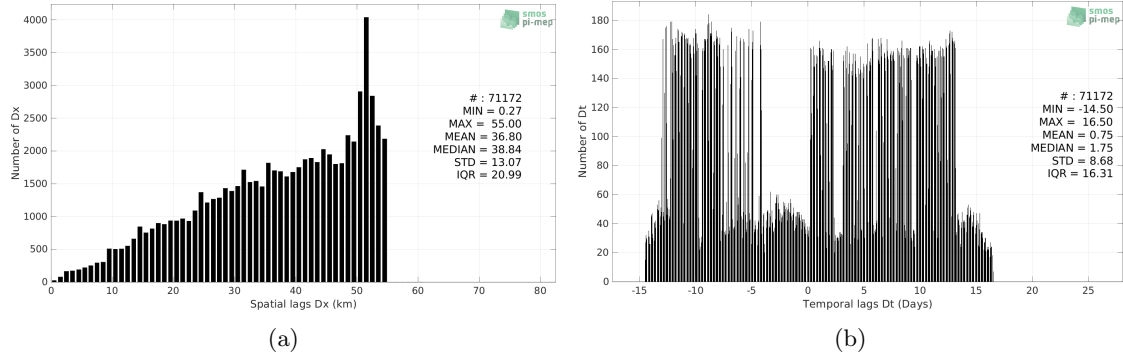 4000
3500
3000
2500
2000
1500
1000
500
0
Number of Dx
0 10 20 30 40 50 60 70 80
Spatial lags Dx (km)
smos
pi-mep
# : 71172
MIN = 0.27
MAX = 55.00
MEAN = 36.80
MEDIAN = 38.84
STD = 13.07
IQR = 20.99
(a)
180
160
140
120
100
80
60
40
20
0
Number of Dt
-15 -10 -5 0 5 10 15 20 25
Temporal lags Dt (Days)
smos
pi-mep
# : 71172
MIN = -14.50
MAX = 16.50
MEAN = 0.75
MEDIAN = 1.75
STD = 8.68
IQR = 16.31
(b)